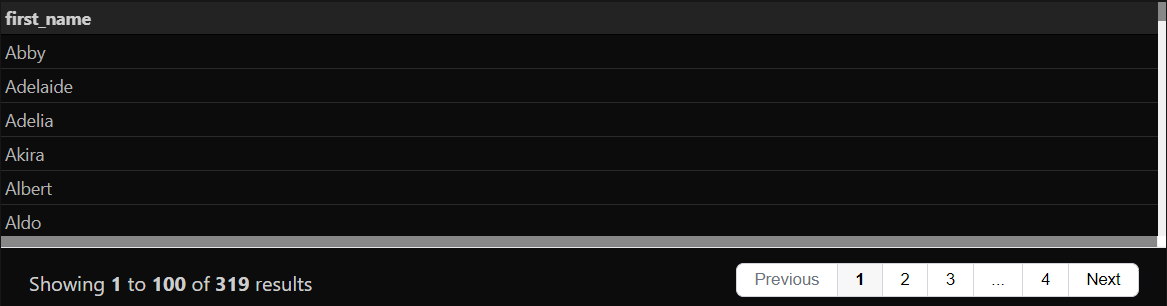 first_name
Abby
Adelaide
Adelia
Akira
Albert
Aldo
Showing 1 to 100 of 319 results
Previous 1 2 3 ... 4 Next